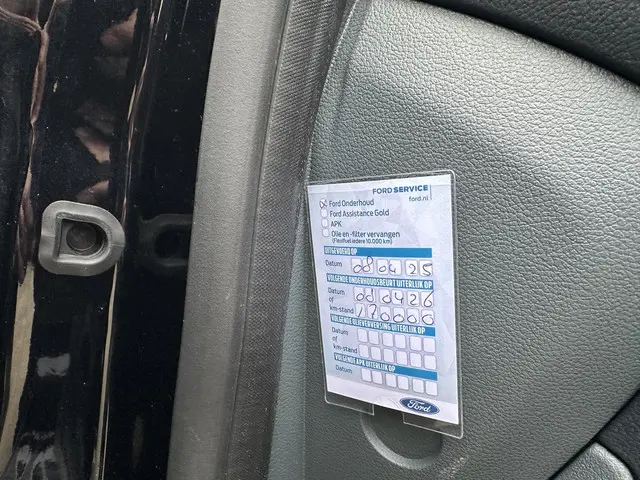 FORD SERVICE
ford.nl
Ford Onderhoud
Ford Assistance Gold
APK
Olie en -filter vervangen
(Flexifuel iedere 10.000 km)
UITGEVOERD OP
Datum 08 04 25
VOLGENDE ONDERHOUDSBEURT UITERLIJK OP
Datum 08 04 26
of
km-stand
VOLGENDE OLIEVERVERSING UITERLIJK OP
Datum
of
km-stand
VOLGENDE APK UITERLIJK OP
Datum
Ford